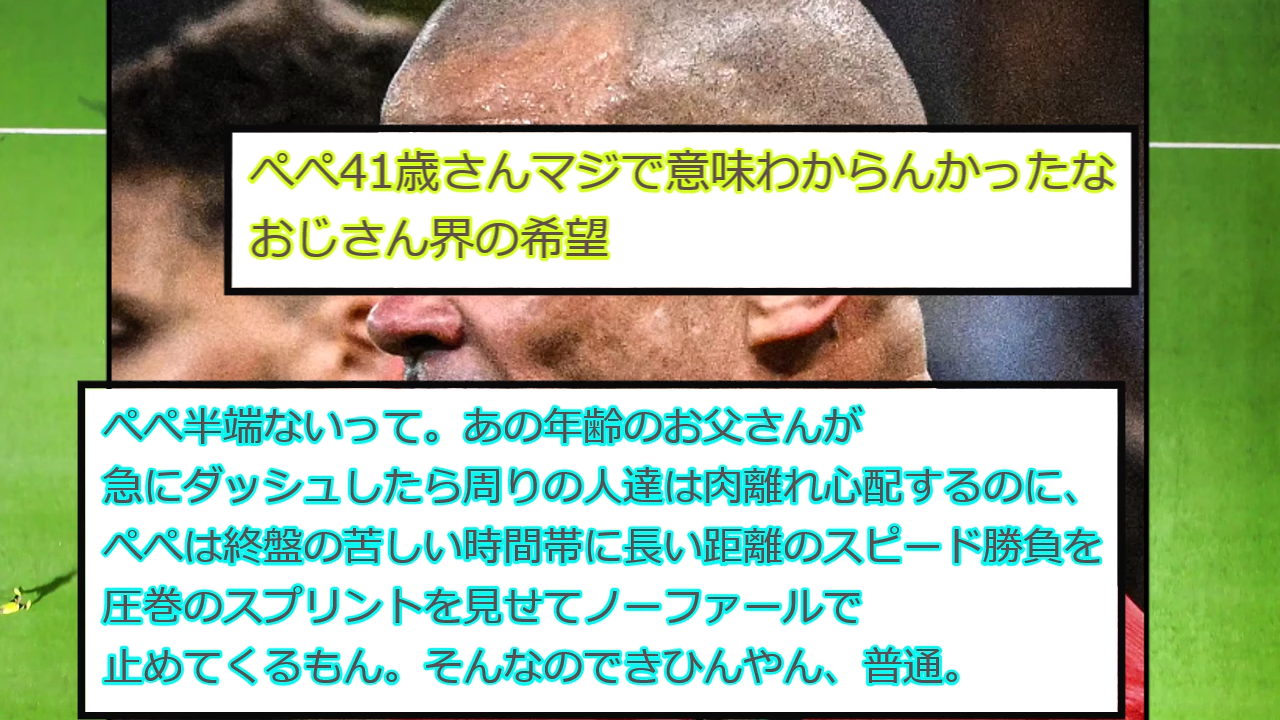 ペペ41歳さんマジで意味わからんかったな
おじさん界の希望
ペペ半端ないって。あの年齢のお父さんが
急にダッシュしたら周りの人達は肉離れ心配するのに、
ペペは終盤の苦しい時間帯に長い距離のスピード勝負を
圧巻のスプリントを見せてノーファールで
止めてくるもん。そんなのできひんやん、普通。